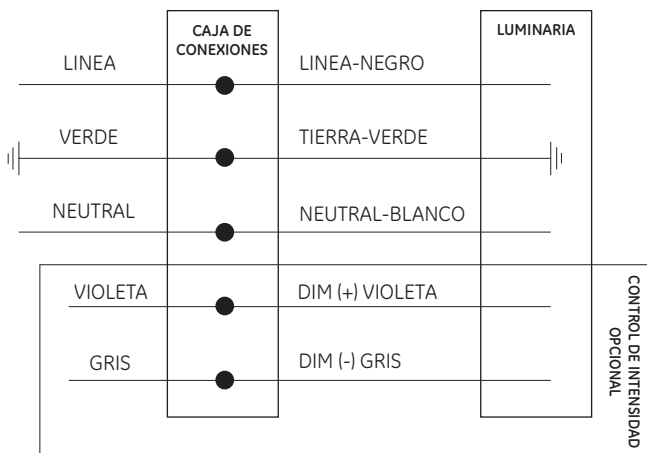 CAJA DE
CONEXIONES
LUMINARIA
LINEA
LINEA-NEGRO
VERDE
TIERRA-VERDE
NEUTRAL
NEUTRAL-BLANCO
VIOLETA
DIM (+) VIOLETA
GRIS
DIM (-) GRIS
CONTROL DE INTENSIDAD
OPCIONAL